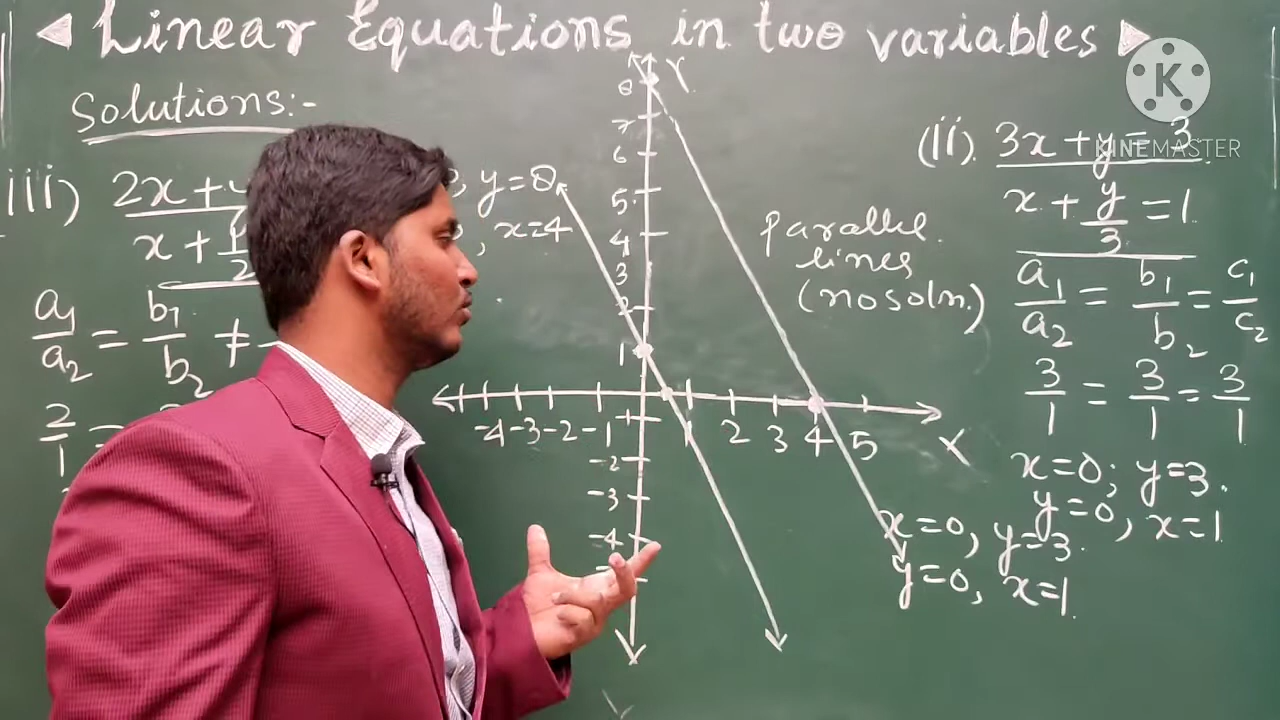 Linear Equations in two variables
Solutions:-
iii) 2x+y
, y=8
x+
, x=4
a1/a2 = b1/b2 ≠
2/1 =
Y
8
7
6
5
4
3
2
1
-4 -3 -2 -1 1 2 3 4 5
X
-2
-3
-4
parallel
lines
(no soln.)
(ii). 3x+y=3
x+y/3=1
a1/a2 = b1/b2 = c1/c2
3/1 = 3/1 = 3/1
x=0; y=3.
y=0, x=1
x=0, y=3.
y=0, x=1
K
KINEMASTER